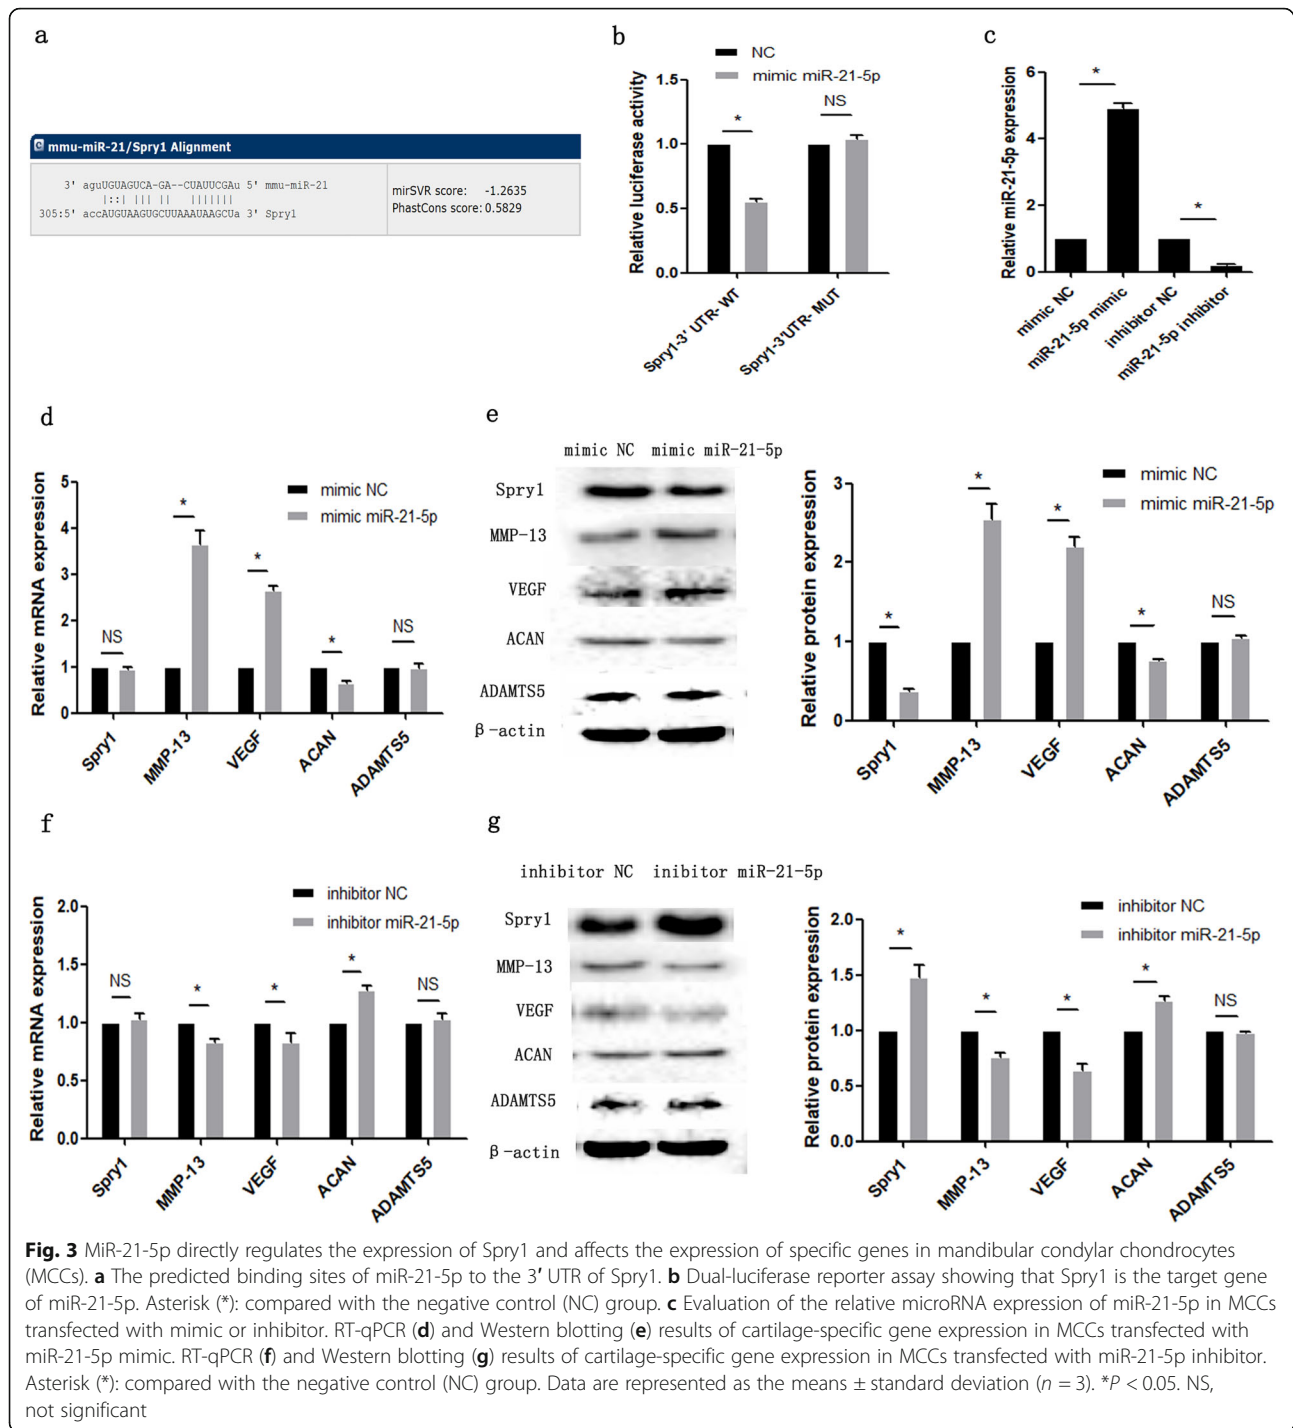 a
mmu-miR-21/Spry1 Alignment
3' aguUGUAGUCA-GA--CUAUUCGAu 5' mmu-miR-21
|::| ||| || |||||||
305:5' accAUGUAAGUGCUUAAAUAAGCUa 3' Spry1
mirSVR score: -1.2635
PhastCons score: 0.5829
b
NC
mimic miR-21-5p
Relative luciferase activity
1.5
1.0
0.5
0.0
*
NS
Spry1-3' UTR- WT
Spry1-3'UTR- MUT
c
Relative miR-21-5p expression
6
4
2
0
*
*
mimic NC
miR-21-5p mimic
inhibitor NC
miR-21-5p inhibitor
d
mimic NC
mimic miR-21-5p
Relative mRNA expression
5
4
3
2
1
0
NS
*
*
*
NS
Spry1
MMP-13
VEGF
ACAN
ADAMTS5
e
mimic NC mimic miR-21-5p
Spry1
MMP-13
VEGF
ACAN
ADAMTS5
β-actin
mimic NC
mimic miR-21-5p
Relative protein expression
3
2
1
0
*
*
*
*
NS
Spry1
MMP-13
VEGF
ACAN
ADAMTS5
f
inhibitor NC
inhibitor miR-21-5p
Relative mRNA expression
2.0
1.5
1.0
0.5
0.0
NS
*
*
*
NS
Spry1
MMP-13
VEGF
ACAN
ADAMTS5
g
inhibitor NC inibitor miR-21-5p
Spry1
MMP-13
VEGF
ACAN
ADAMTS5
β-actin
inhibitor NC
inhibitor miR-21-5p
Relative protein expression
2.0
1.5
1.0
0.5
0.0
*
*
*
*
NS
Spry1
MMP-13
VEGF
ACAN
ADAMTS5
Fig. 3 MiR-21-5p directly regulates the expression of Spry1 and affects the expression of specific genes in mandibular condylar chondrocytes
(MCCs). a The predicted binding sites of miR-21-5p to the 3′ UTR of Spry1. b Dual-luciferase reporter assay showing that Spry1 is the target gene
of miR-21-5p. Asterisk (*): compared with the negative control (NC) group. c Evaluation of the relative microRNA expression of miR-21-5p in MCCs
transfected with mimic or inhibitor. RT-qPCR (d) and Western blotting (e) results of cartilage-specific gene expression in MCCs transfected with
miR-21-5p mimic. RT-qPCR (f) and Western blotting (g) results of cartilage-specific gene expression in MCCs transfected with miR-21-5p inhibitor.
Asterisk (*): compared with the negative control (NC) group. Data are represented as the means ± standard deviation (n = 3). *P < 0.05. NS,
not significant